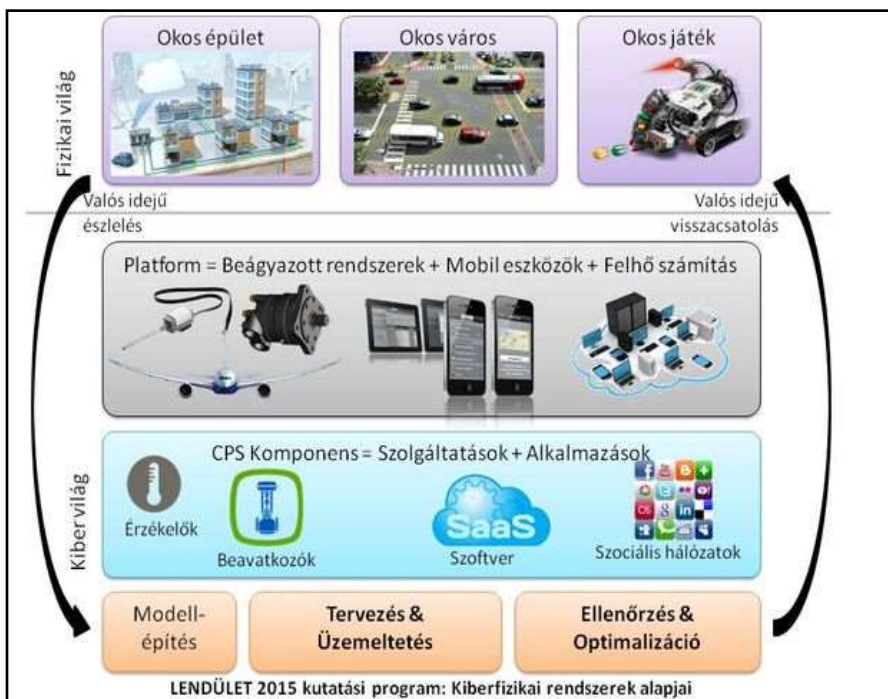 Okos épület
Okos város
Okos játék
Fizikai világ
Valós idejű
észlelés
Valós idejű
visszacsatolás
Platform = Beágyazott rendszerek + Mobil eszközök + Felhő számítás
Kiber világ
CPS Komponens = Szolgáltatások + Alkalmazások
Érzékelők
Beavatkozók
SaaS
Szoftver
Szociális hálózatok
Modell-
építés
Tervezés &
Üzemeltetés
Ellenőrzés &
Optimalizáció
LENDÜLET 2015 kutatási program: Kiberfizikai rendszerek alapjai